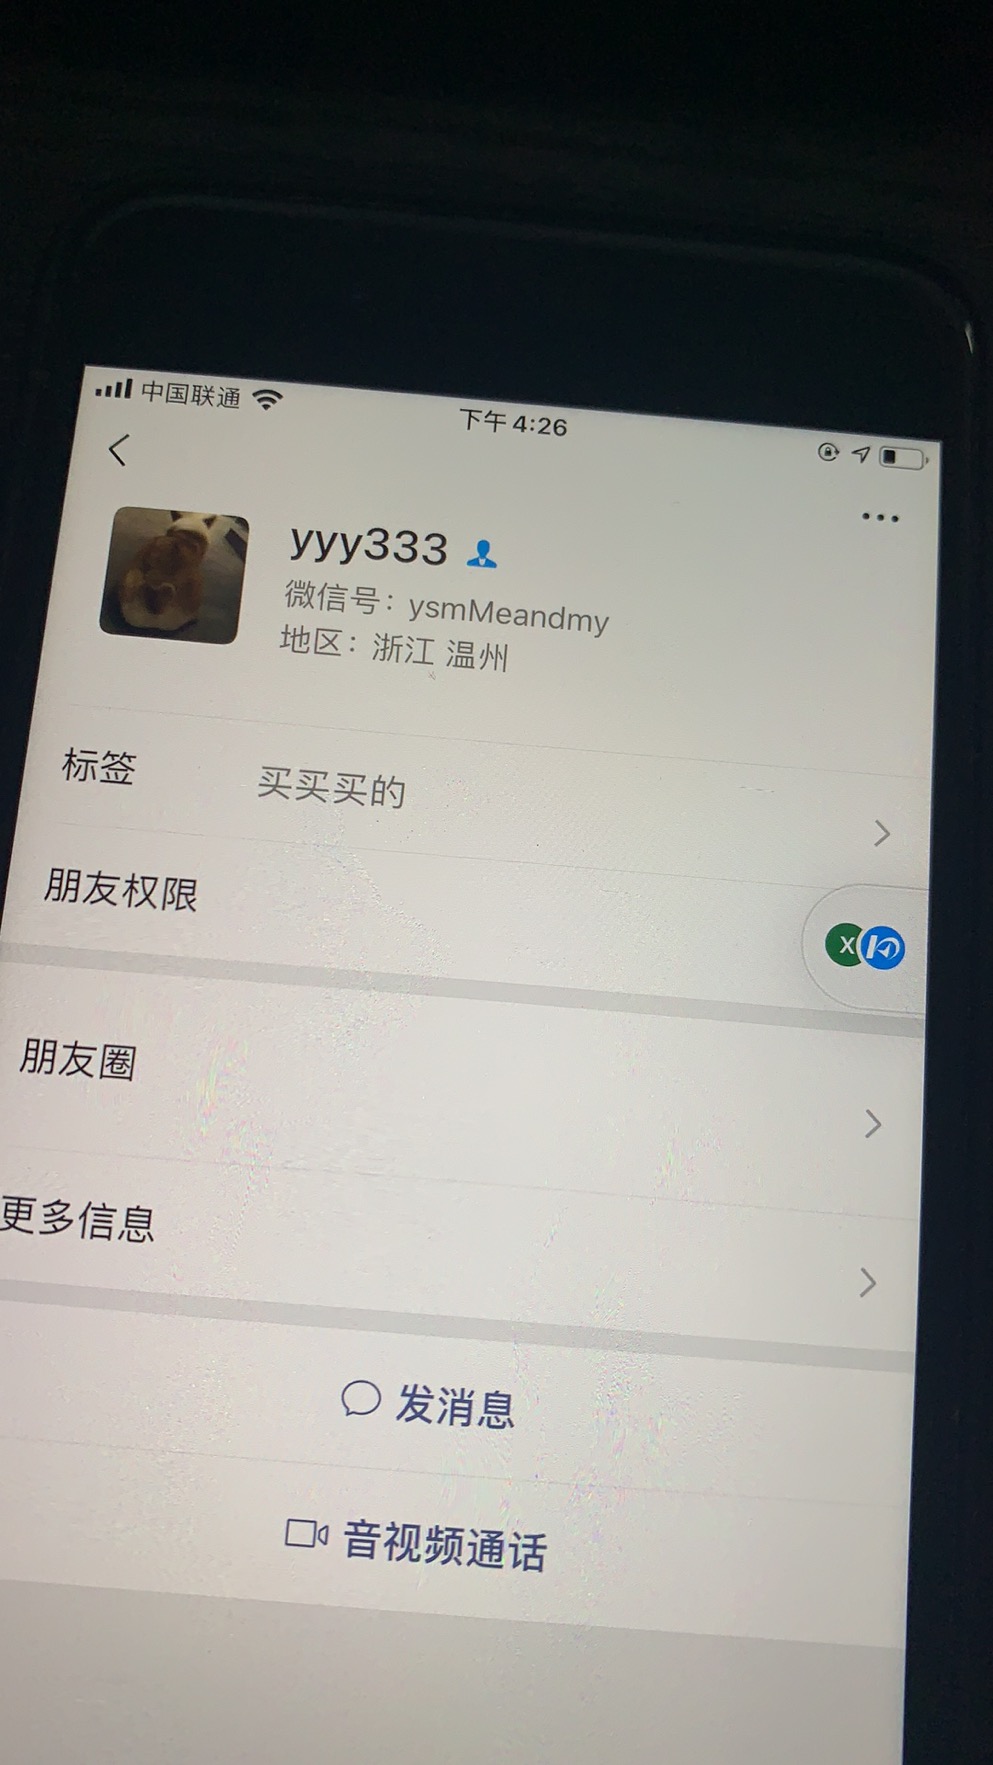 中国联通
下午 4:26
yyy333
微信号：ysmMeandmy
地区：浙江 温州
标签 买买买的
朋友权限
X
朋友圈
更多信息
发消息
音视频通话